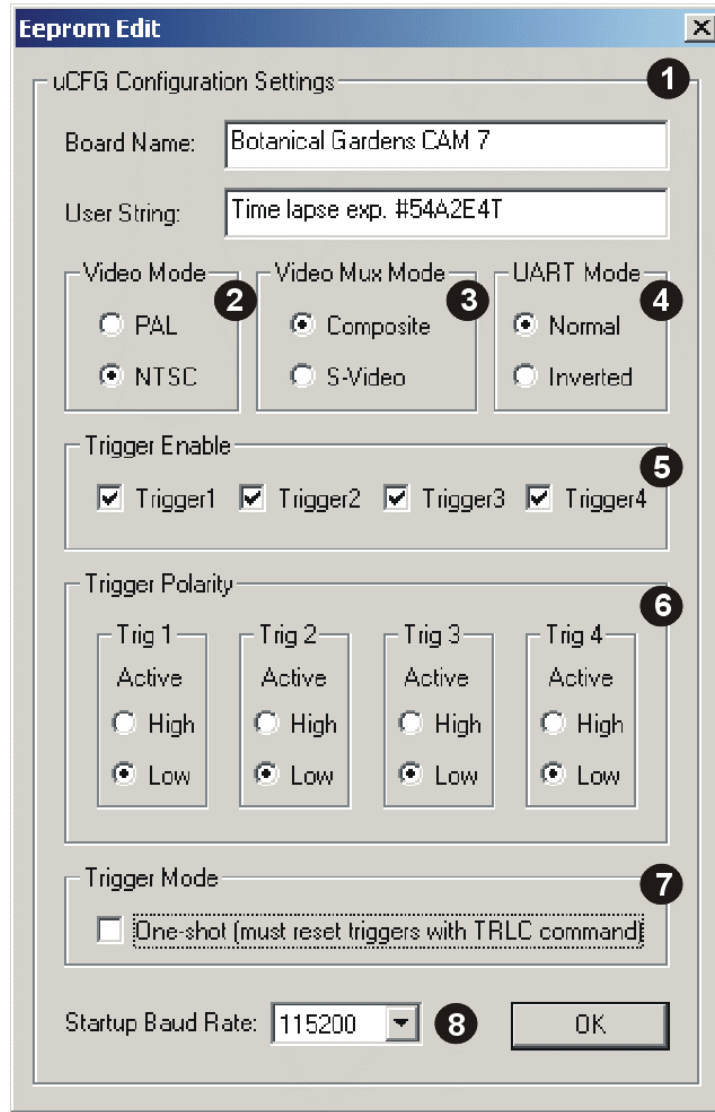 Eeprom Edit
uCFG Configuration Settings 1
Board Name: Botanical Gardens CAM 7
User String: Time lapse exp. #54A2E4T
Video Mode 2
PAL
NTSC
Video Mux Mode 3
Composite
S-Video
UART Mode 4
Normal
Inverted
Trigger Enable 5
Trigger1 Trigger2 Trigger3 Trigger4
Trigger Polarity 6
Trig 1 Trig 2 Trig 3 Trig 4
Active Active Active Active
High High High High
Low Low Low Low
Trigger Mode 7
One-shot (must reset triggers with TRLC command)
Startup Baud Rate: 115200 8 OK